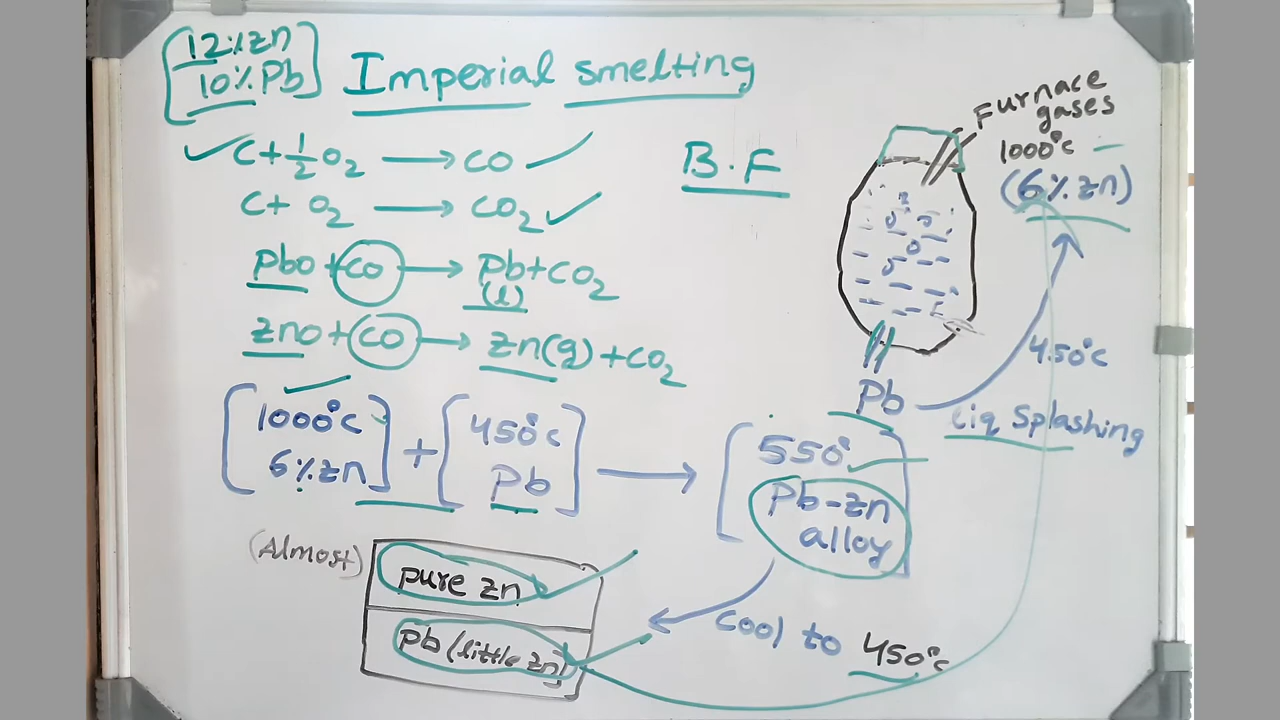 12%Zn
10%Pb
Imperial smelting
C+½O₂ → CO
C+ O₂ → CO₂
PbO + CO → Pb+CO₂
(l)
ZnO + CO → Zn(g) + CO₂
B.F
Furnace
gases
1000°C
(6% Zn)
450°C
Pb
Liq Splashing
[1000°C 6% Zn] + [450°C Pb] → [550° Pb-Zn alloy]
cool to 450°C
(Almost)
pure Zn
Pb (little Zn)